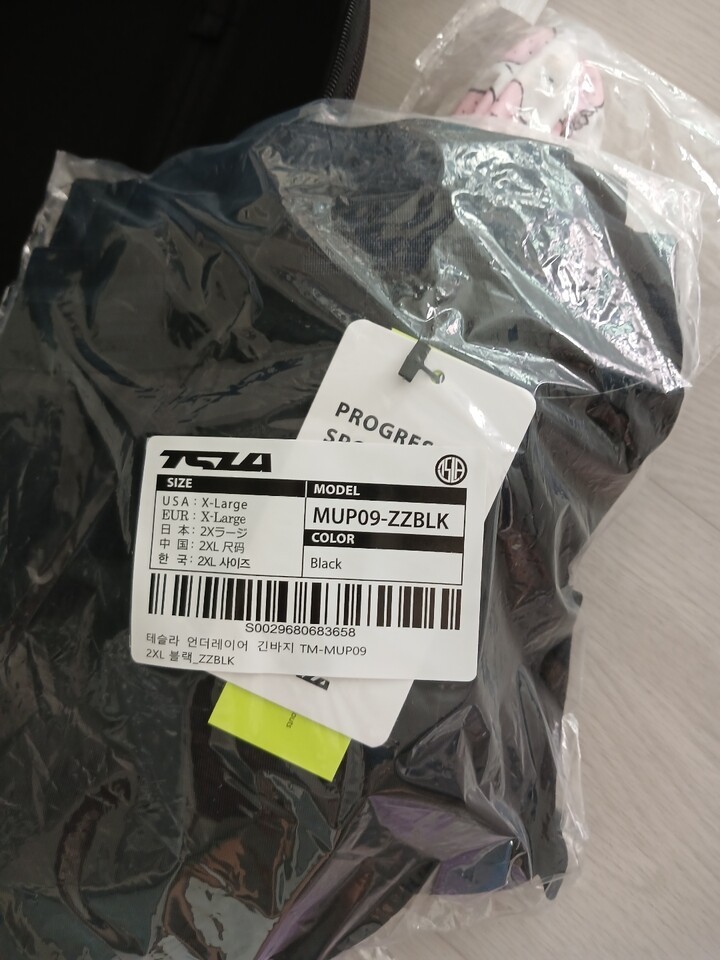 PROGRES
TSLA
TSLA
SIZE
USA : X-Large
EUR : X-Large
日 本 : 2Xラージ
中 国 : 2XL 尺码
한 국 : 2XL 사이즈
MODEL
MUP09-ZZBLK
COLOR
Black
S0029680683658
테슬라 언더레이어 긴바지 TM-MUP09
2XL 블랙_ZZBLK